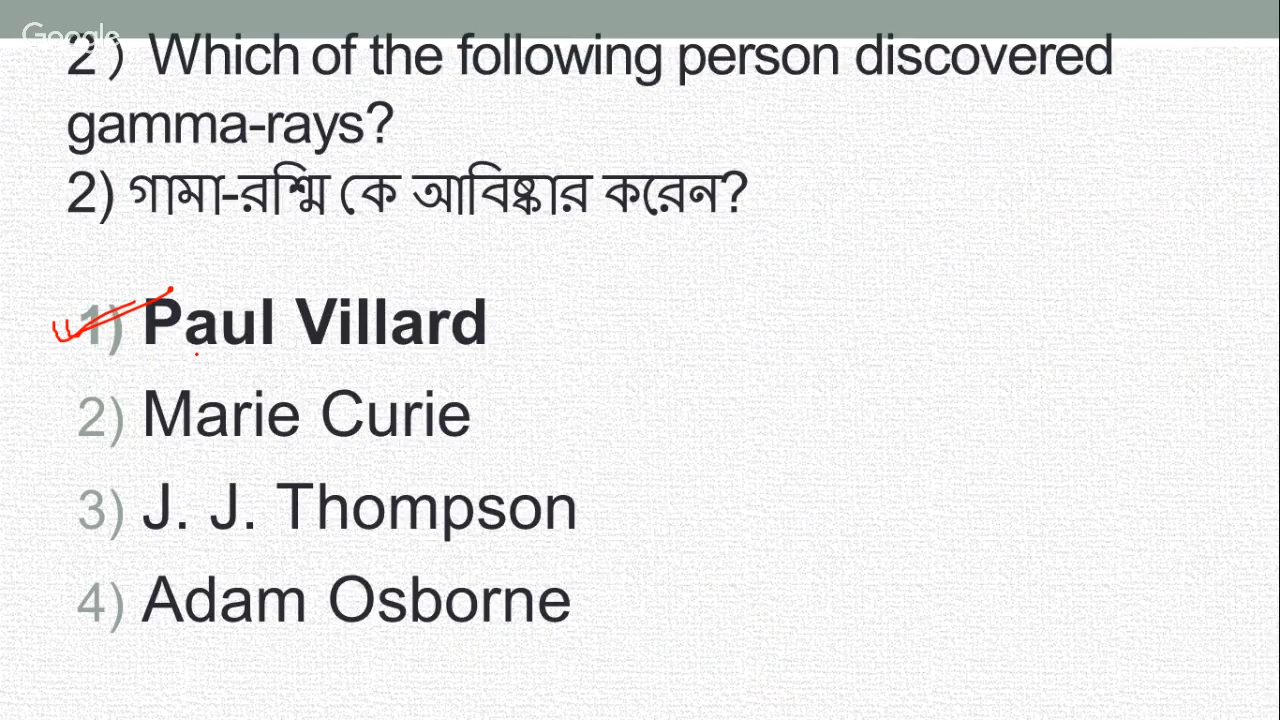 Google
2) Which of the following person discovered
gamma-rays?
2) গামা-রশ্মি কে আবিষ্কার করেন?
1) Paul Villard
2) Marie Curie
3) J. J. Thompson
4) Adam Osborne